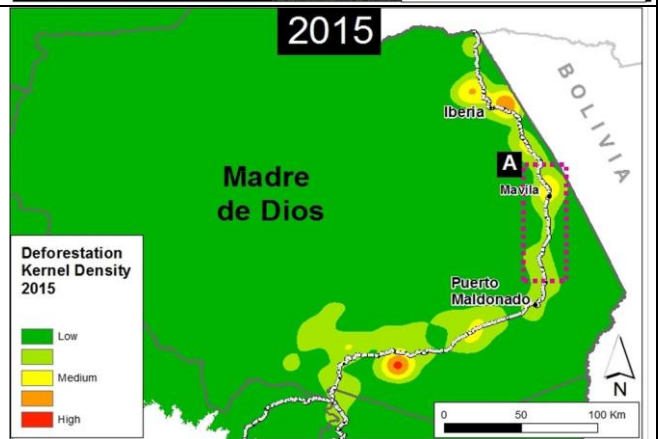 2015
BOLIVIA
Iberia
A
Mavila
Madre
de Dios
Puerto
Maldonado
Deforestation
Kernel Density
2015
Low
Medium
High
N
0 50 100 Km